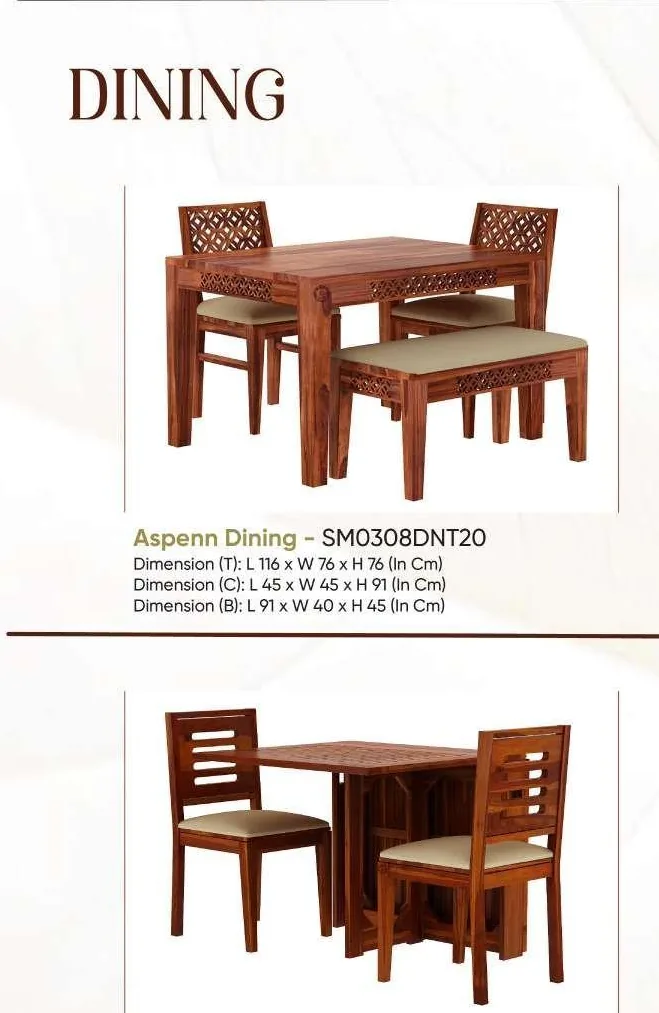 DINING
Aspenn Dining - SM0308DNT20
Dimension (T): L 116 x W 76 x H 76 (In Cm)
Dimension (C): L 45 x W 45 x H 91 (In Cm)
Dimension (B): L 91 x W 40 x H 45 (In Cm)